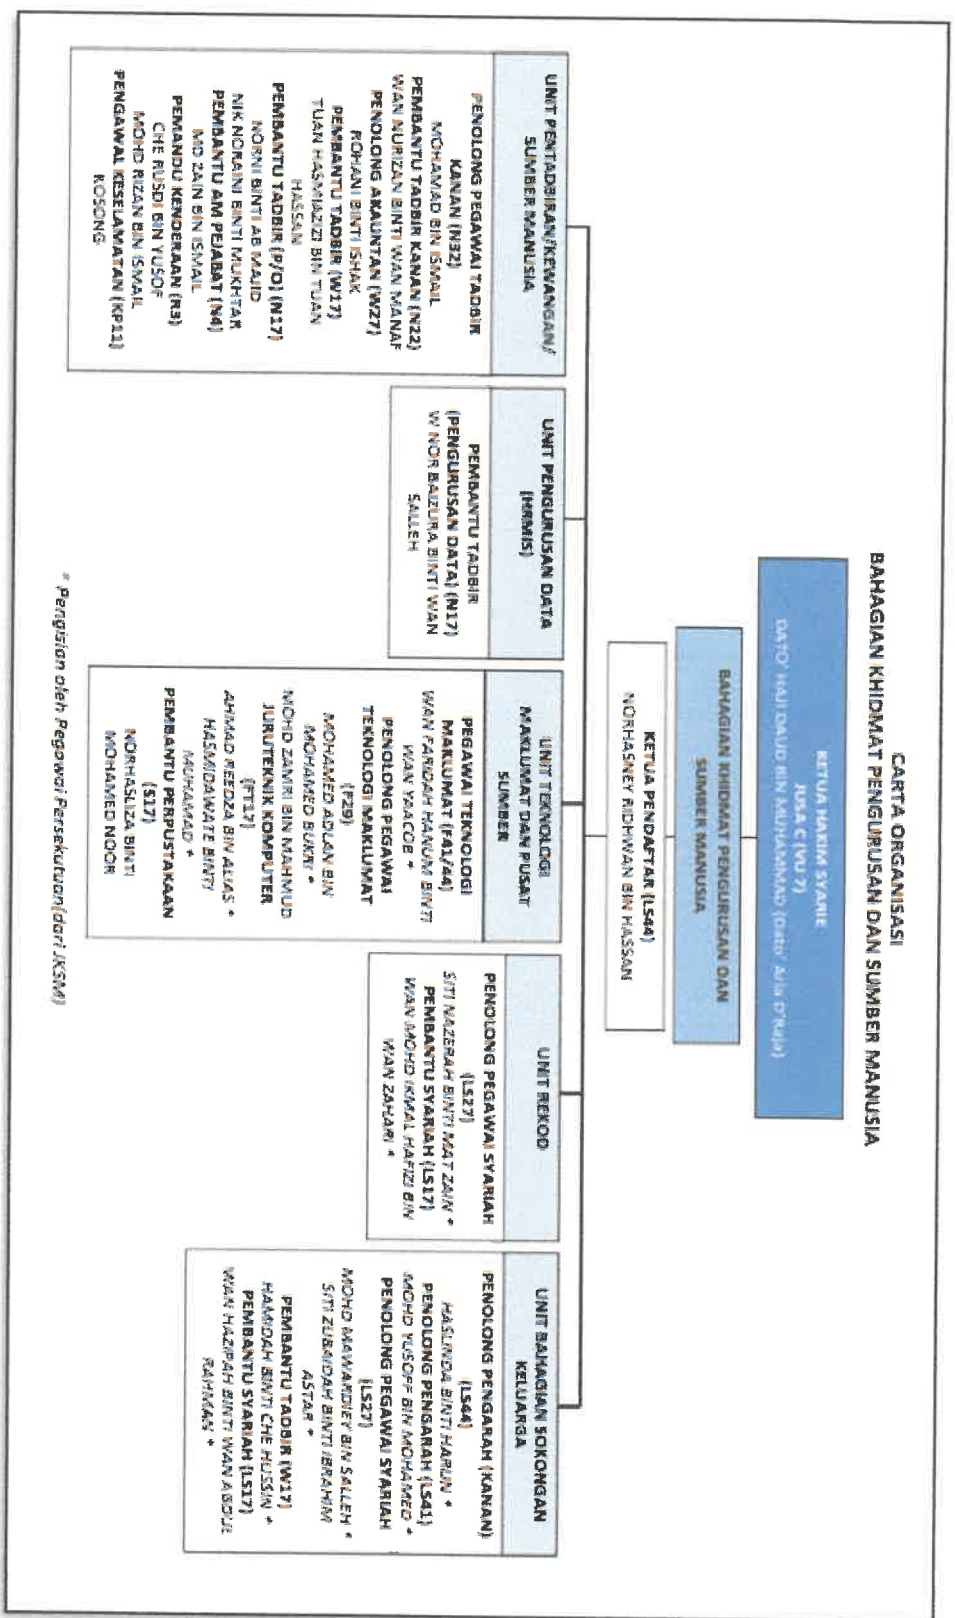 CARTA ORGANISASI
BAHAGIAN KHIDMAT PENGURUSAN DAN SUMBER MANUSIA
KETUA HAKIM SYARIE
JUSA C (VU 7)
DATO' HAJI DAUD BIN MUHAMMAD (Dato' Aria D'Raja)
BAHAGIAN KHIDMAT PENGURUSAN DAN
SUMBER MANUSIA
KETUA PENDAFTAR (LS44)
NORHASNEY RIDHWAN BIN HASSAN
UNIT PENTADBIRAN/KEWANGAN/
SUMBER MANUSIA
PENOLONG PEGAWAI TADBIR
KANAN (N32)
MOHAMAD BIN ISMAIL
PEMBANTU TADBIR KANAN (N22)
WAN NURIZAN BINTI WAN MANAF
PENOLONG AKAUNTAN (W27)
ROHANI BINTI ISHAK
PEMBANTU TADBIR (W17)
TUAN HASMIAZIZI BIN TUAN
HASSAN
PEMBANTU TADBIR (P/O) (N17)
NORNI BINTI AB MAJID
NIK NORAINI BINTI MUKHTAR
PEMBANTU AM PEJABAT (N4)
MD ZAIN BIN ISMAIL
PEMANDU KENDERAAN (R3)
CHE RUSDI BIN YUSOF
MOHD RIZAN BIN ISMAIL
PENGAWAL KESELAMATAN (KP11)
KOSONG
UNIT PENGURUSAN DATA
(HRMIS)
PEMBANTU TADBIR
(PENGURUSAN DATA) (N17)
W NOR BAIZURA BINTI WAN
SALLEH
UNIT TEKNOLOGI
MAKLUMAT DAN PUSAT
SUMBER
PEGAWAI TEKNOLOGI
MAKLUMAT (F41/44)
WAN FARIDAH HANUM BINTI
WAN YAACOB *
PENOLONG PEGAWAI
TEKNOLOGI MAKLUMAT
(F29)
MOHAMED ADLAN BIN
MOHAMED BUKRY *
MOHD ZAMRI BIN MAHMUD
JURUTEKNIK KOMPUTER
(FT17)
AHMAD REEDZA BIN ALIAS *
HASMIDAWATE BINTI
MUHAMAD *
PEMBANTU PERPUSTAKAAN
(S17)
NORHASLIZA BINTI
MOHAMED NOOR
UNIT REKOD
PENOLONG PEGAWAI SYARIAH
(LS27)
SITI NAZERAH BINTI MAT ZAIN *
PEMBANTU SYARIAH (LS17)
WAN MOHD IKMAL HAFIZI BIN
WAN ZAHARI *
UNIT BAHAGIAN SOKONGAN
KELUARGA
PENOLONG PENGARAH (KANAN)
(LS44)
HASLINDA BINTI HARUN *
PENOLONG PENGARAH (LS41)
MOHD YUSOFF BIN MOHAMED *
PENOLONG PEGAWAI SYARIAH
(LS27)
MOHD MAWARDIEY BIN SALLEH *
SITI ZUBAIDAH BINTI IBRAHIM
ASTAR *
PEMBANTU TADBIR (W17)
HAMIDAH BINTI CHE HUSSIN *
PEMBANTU SYARIAH (LS17)
WAN HAZIPAH BINTI WAN ABDUL
RAHMAN *
* Pengisian oleh Pegawai Persekutuan(dari JKSM)